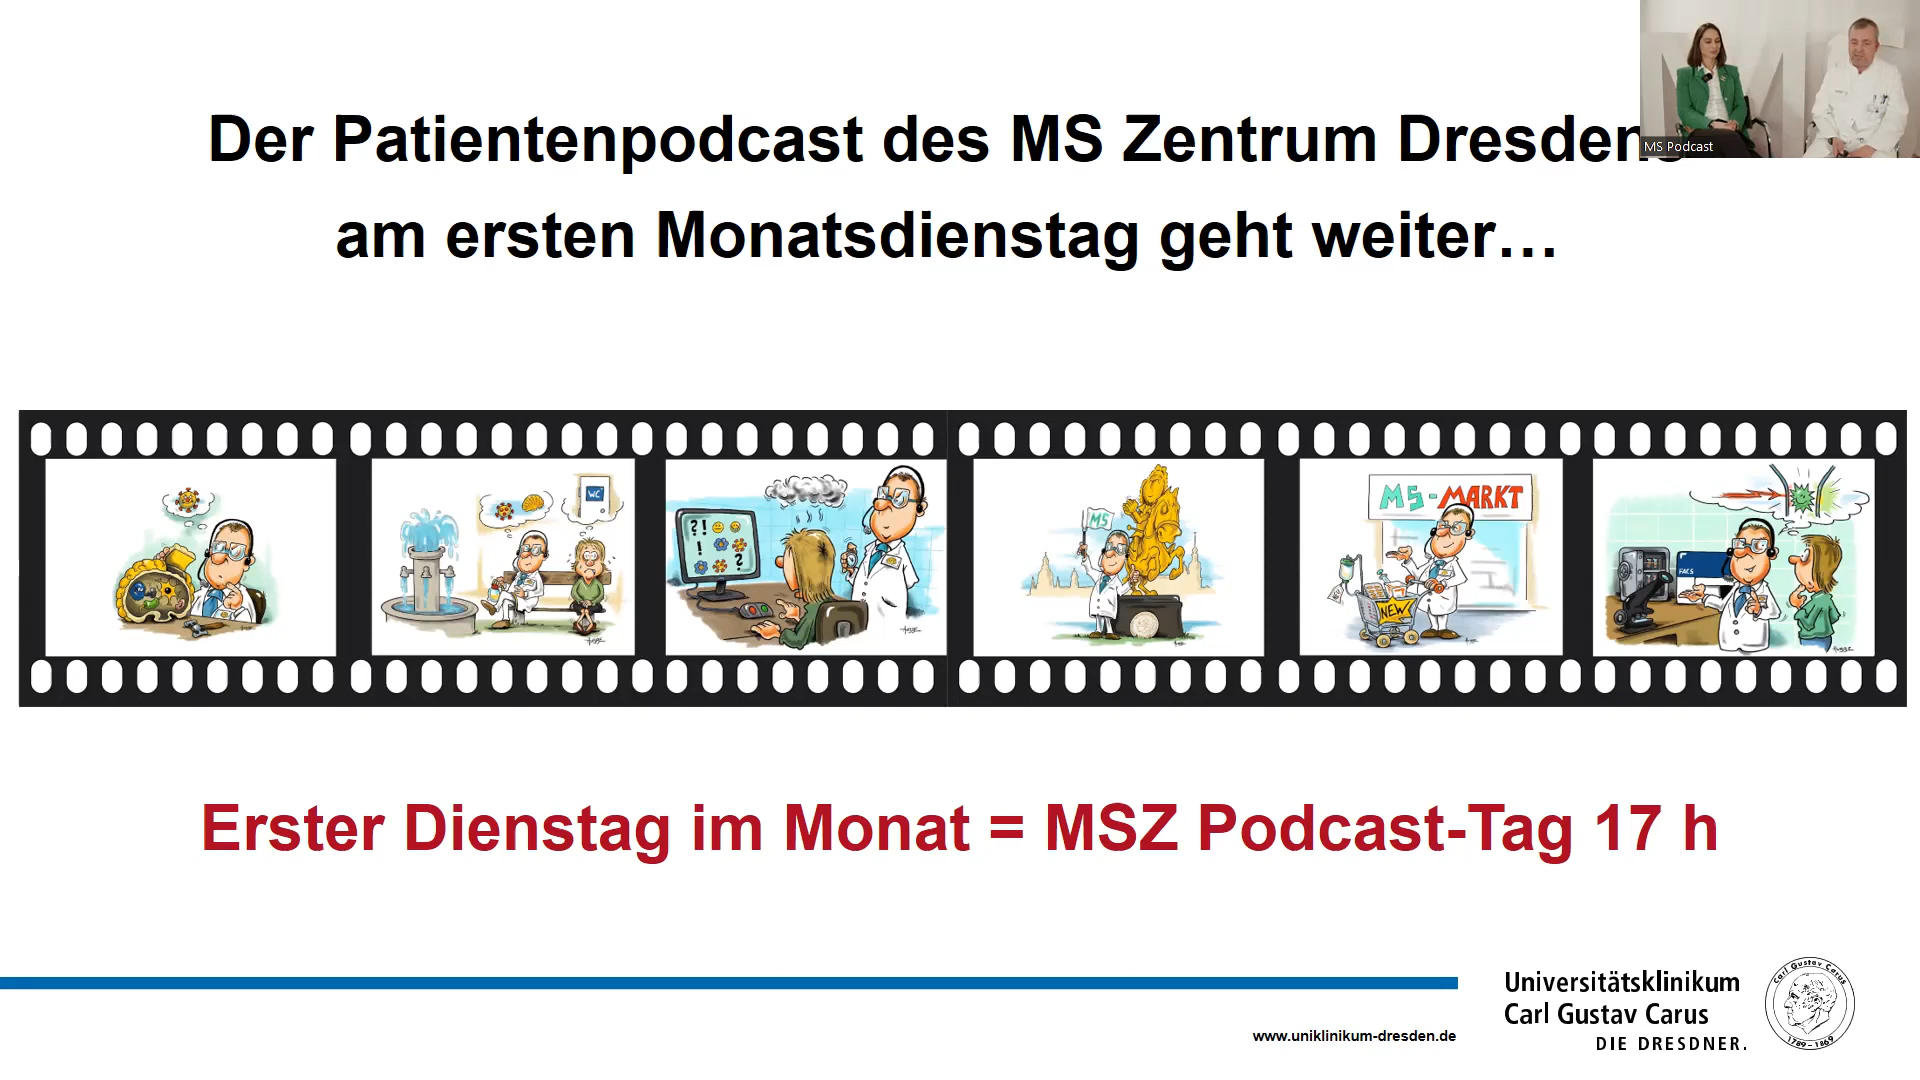 Der Patientenpodcast des MS Zentrum Dresdens
MS Podcast
am ersten Monatsdienstag geht weiter…
WC
?!
!
?
MS
MS-MARKT
NEW
FACS
Erster Dienstag im Monat = MSZ Podcast-Tag 17 h
Universitätsklinikum
Carl Gustav Carus
DIE DRESDNER.
Carl Gustav Carus
1789-1869
www.uniklinikum-dresden.de